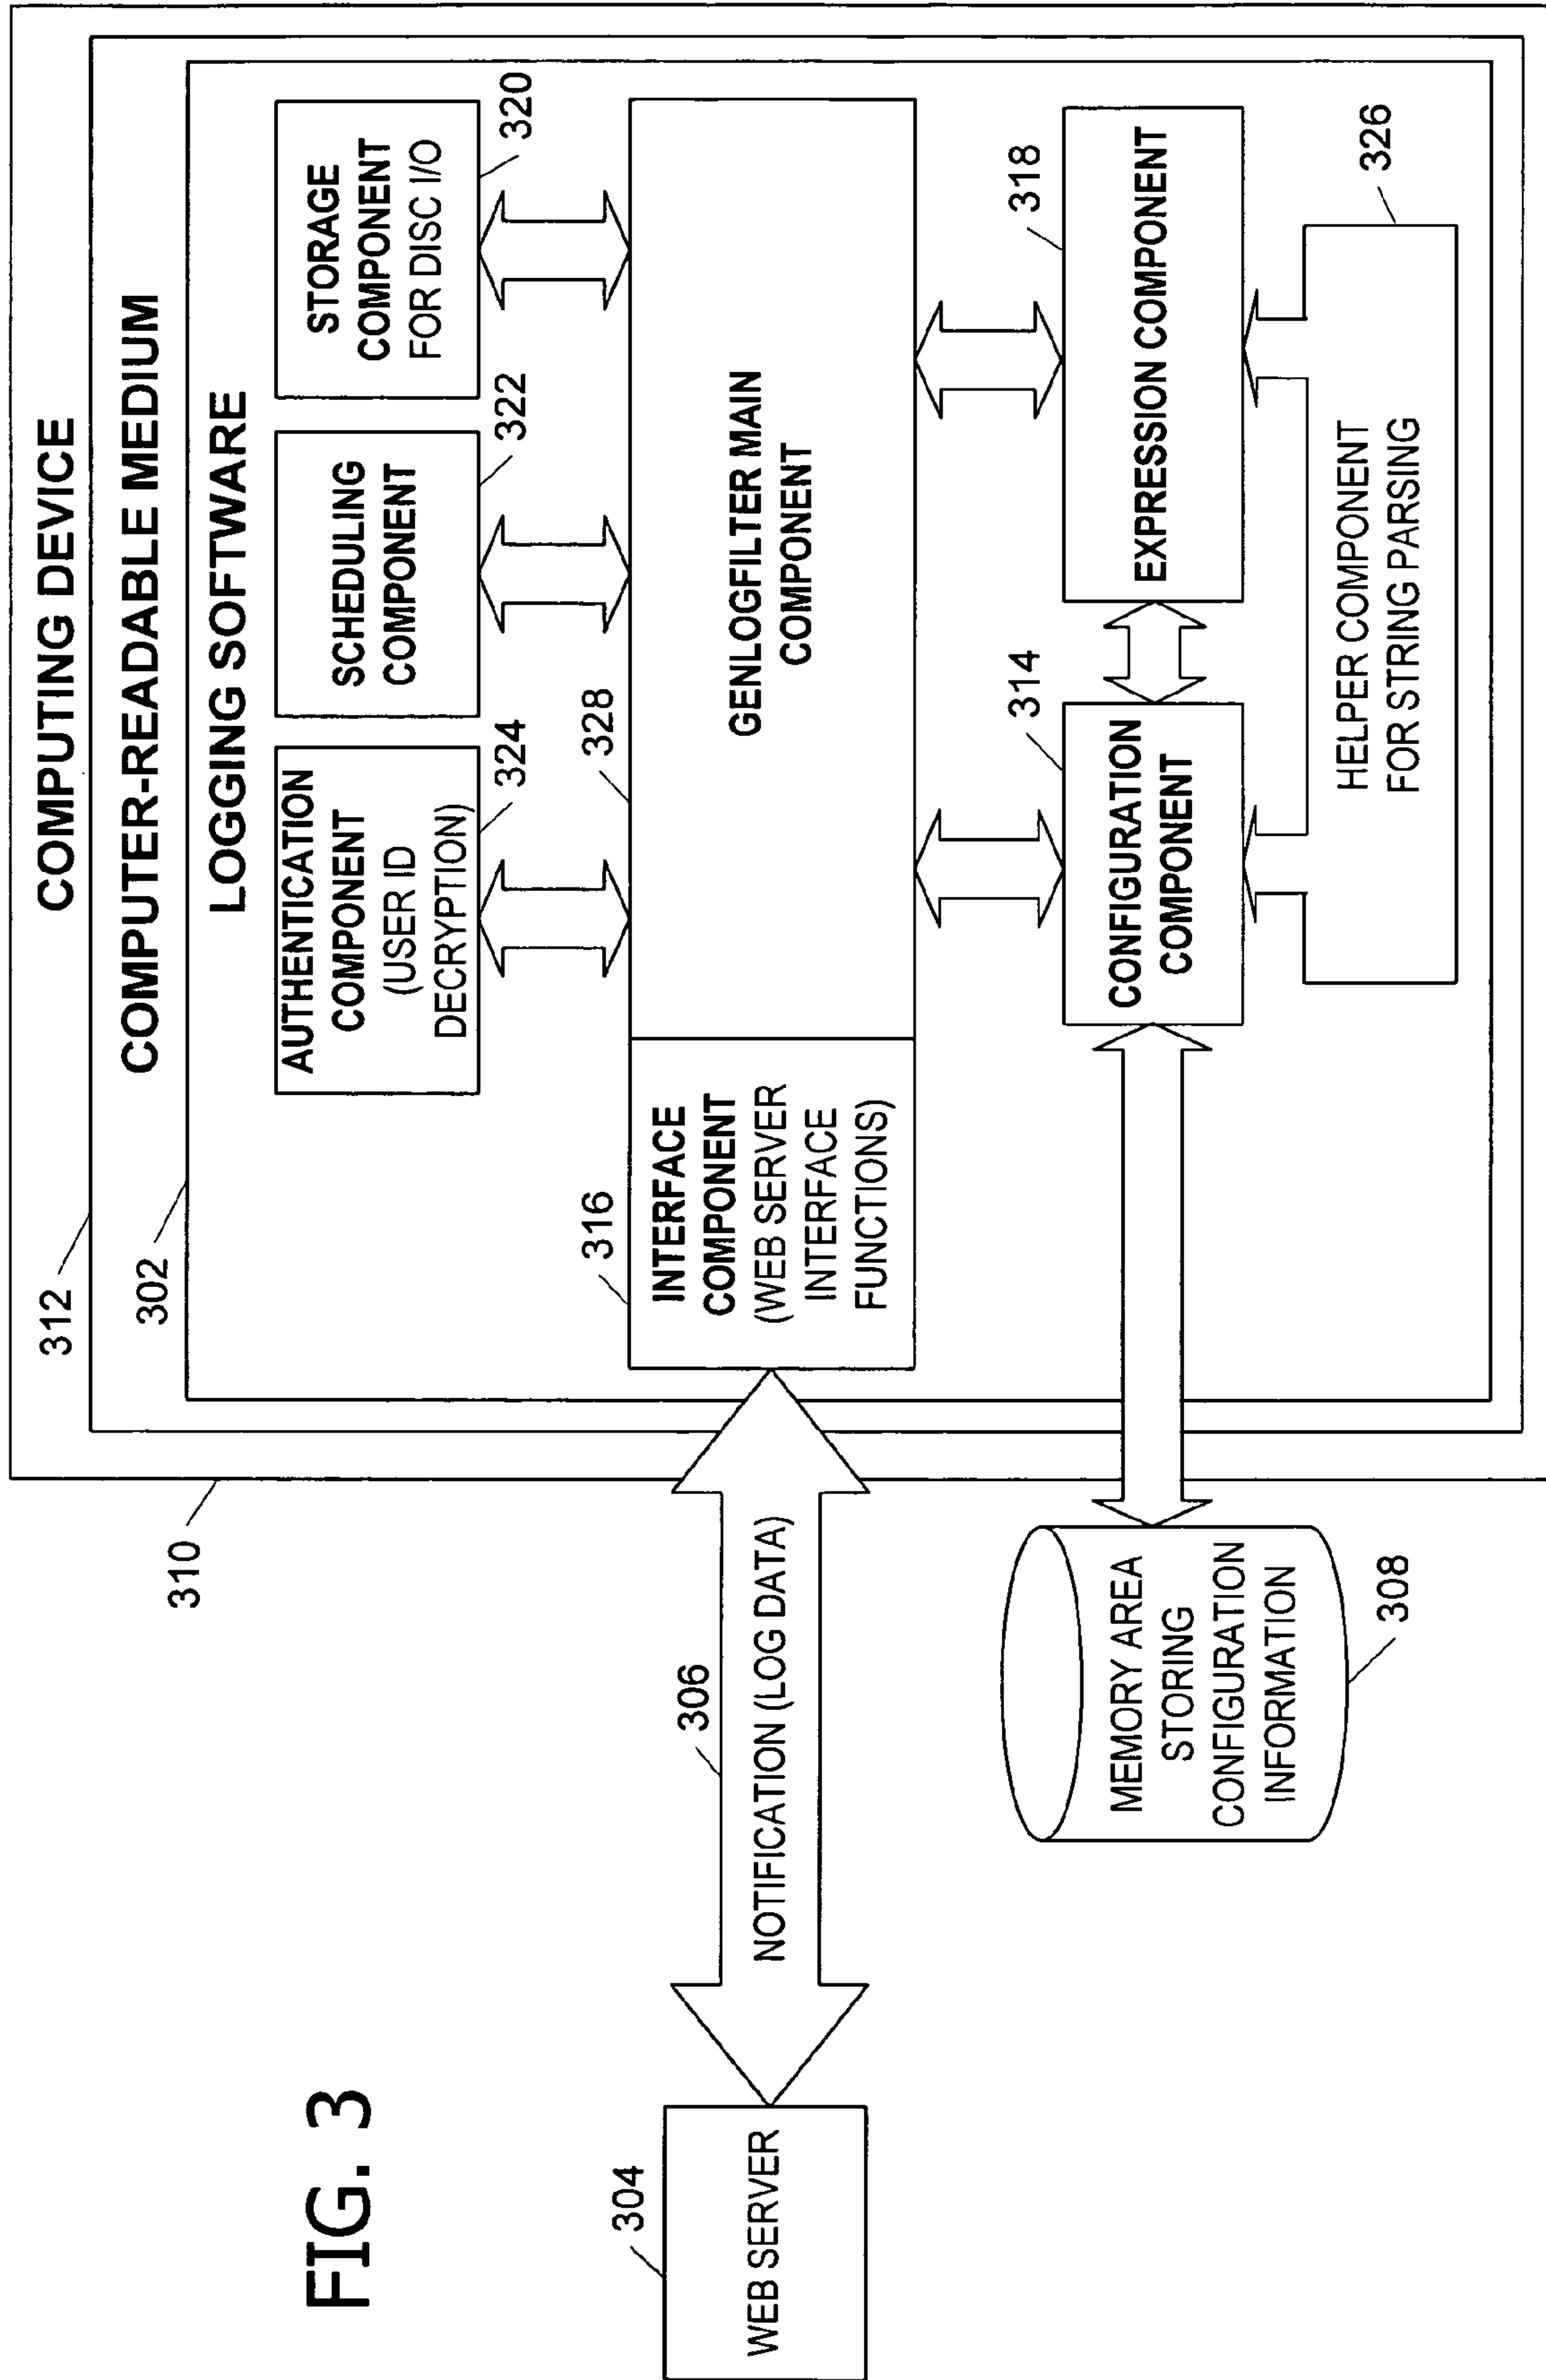 FIG. 3
COMPUTING DEVICE
312
COMPUTER-READABLE MEDIUM
302
LOGGING SOFTWARE
310
AUTHENTICATION
COMPONENT
(USER ID
DECRYPTION)
324
SCHEDULING
COMPONENT
322
STORAGE
COMPONENT
FOR DISC I/O
320
304
WEB SERVER
306
NOTIFICATION (LOG DATA)
316
INTERFACE
COMPONENT
(WEB SERVER
INTERFACE
FUNCTIONS)
328
GENLOGFILTER MAIN
COMPONENT
MEMORY AREA
STORING
CONFIGURATION
INFORMATION
308
314
CONFIGURATION
COMPONENT
318
EXPRESSION COMPONENT
HELPER COMPONENT
FOR STRING PARSING
326